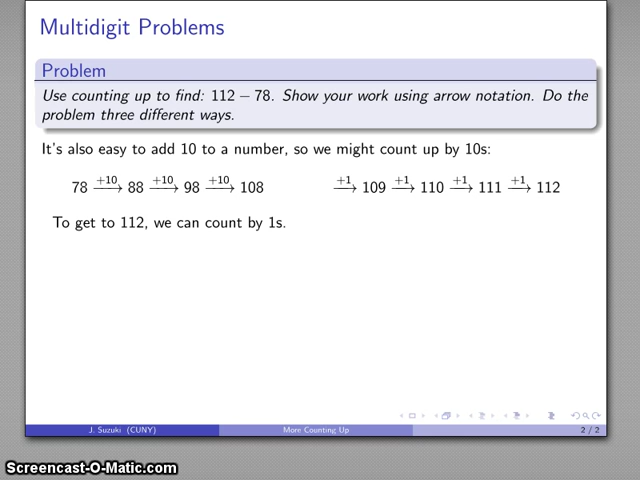 Multidigit Problems
Problem
Use counting up to find: 112 − 78. Show your work using arrow notation. Do the
problem three different ways.
It's also easy to add 10 to a number, so we might count up by 10s:
78 +10→ 88 +10→ 98 +10→ 108 +1→ 109 +1→ 110 +1→ 111 +1→ 112
To get to 112, we can count by 1s.
J. Suzuki (CUNY) More Counting Up 2 / 2
Screencast-O-Matic.com